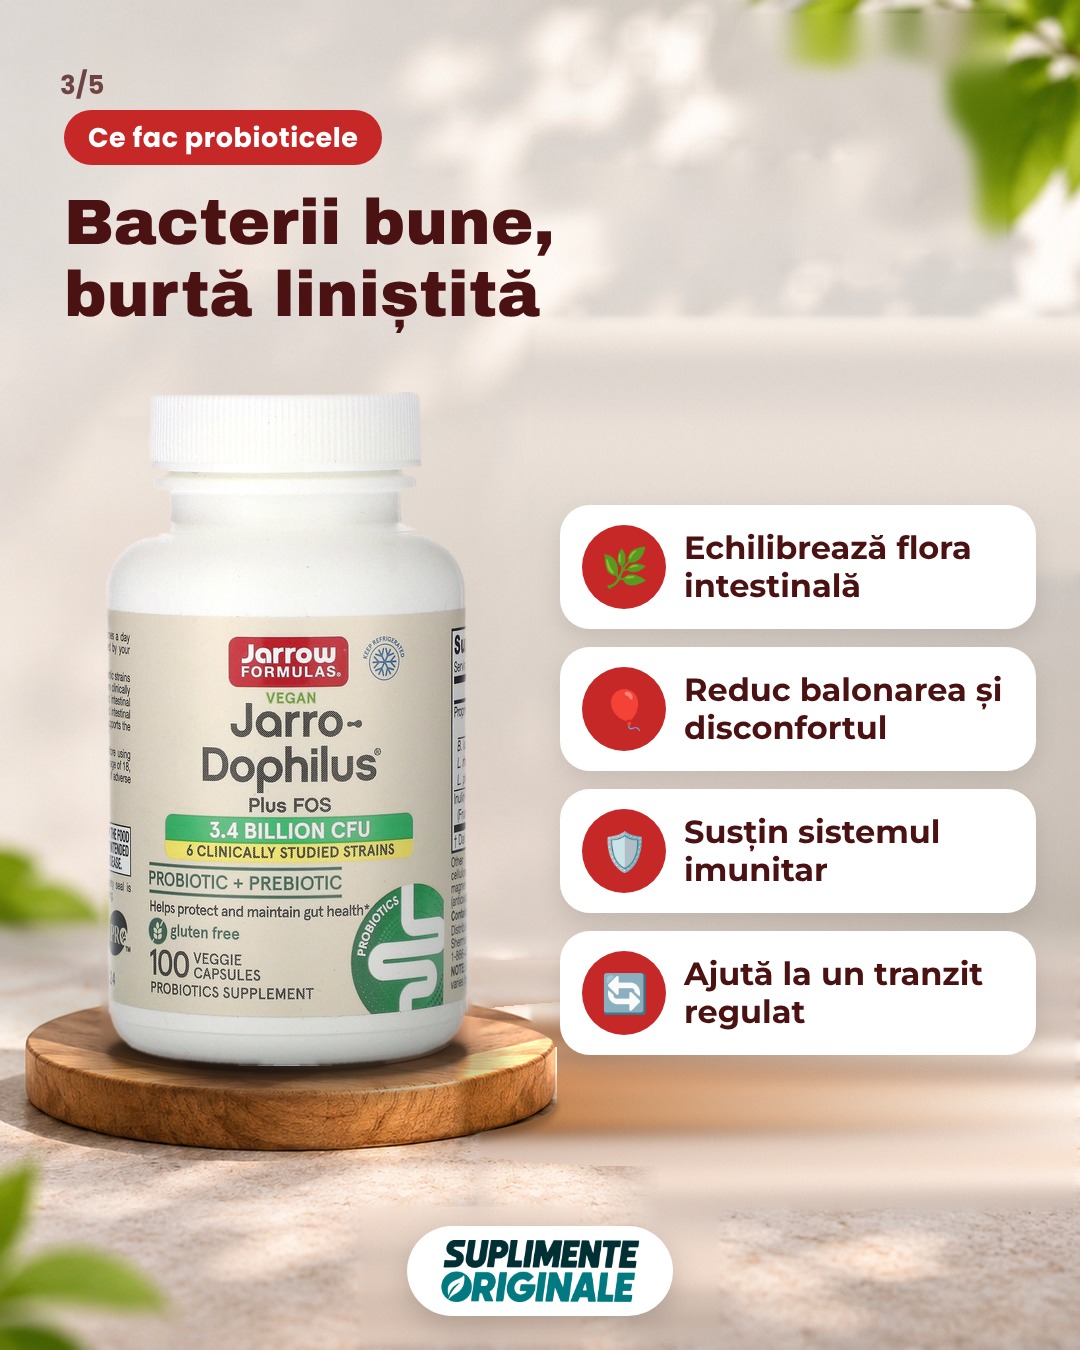 3/5
Ce fac probioticele
Bacterii bune,
burtă liniștită
Jarrow
FORMULAS®
KEEP REFRIGERATED
VEGAN
Jarro-
Dophilus®
Plus FOS
3.4 BILLION CFU
6 CLINICALLY STUDIED STRAINS
PROBIOTIC + PREBIOTIC
Helps protect and maintain gut health*
gluten free
PROBIOTICS
100 VEGGIE
CAPSULES
PROBIOTICS SUPPLEMENT
Echilibrează flora
intestinală
Reduc balonarea și
disconfortul
Susțin sistemul
imunitar
Ajută la un tranzit
regulat
SUPLIMENTE
ORIGINALE